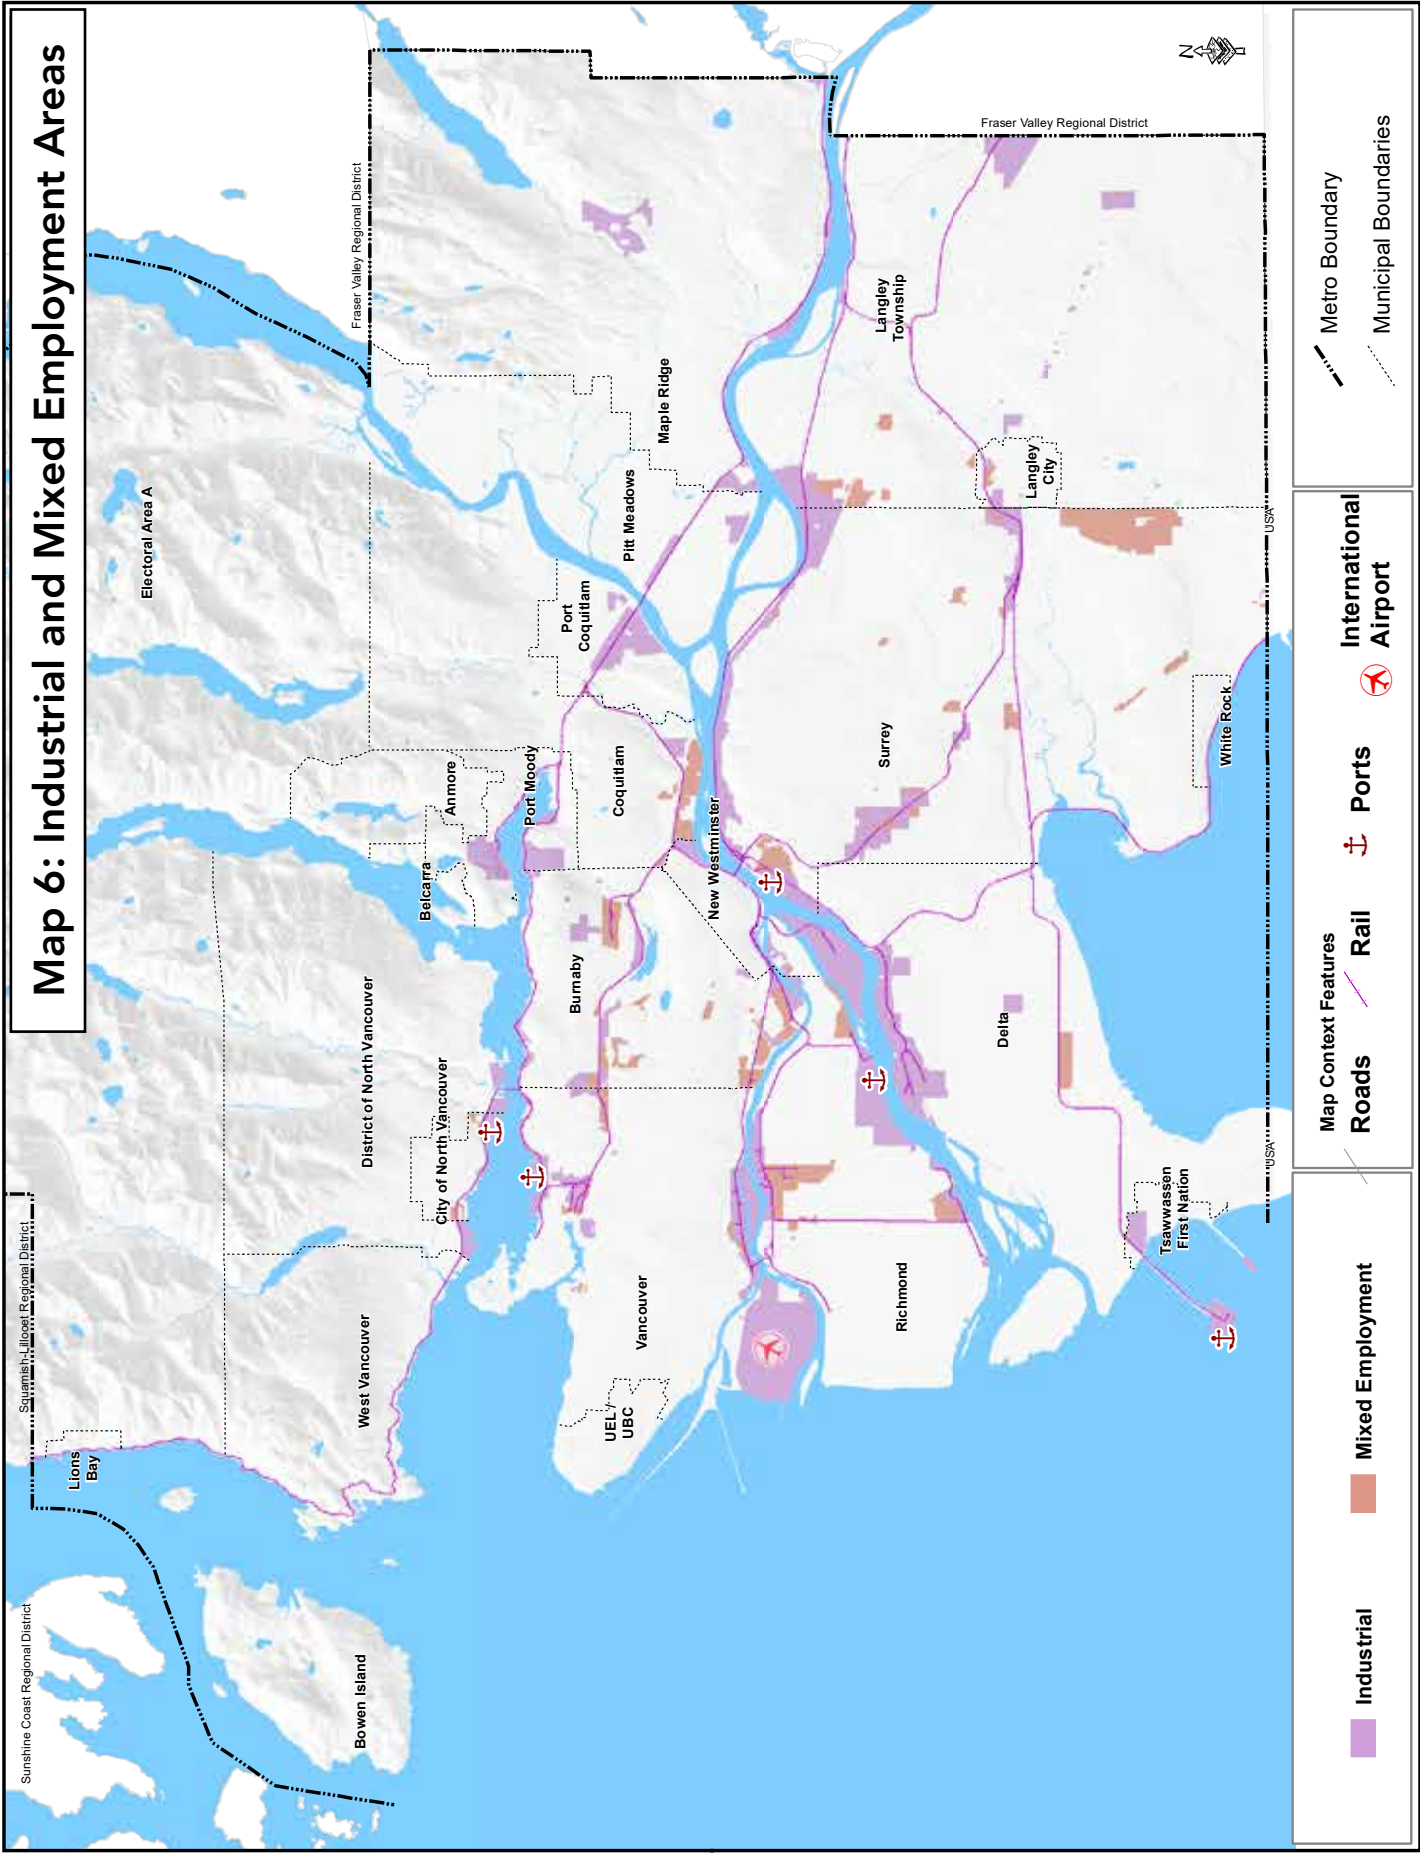 Map 6: Industrial and Mixed Employment Areas
Sunshine Coast Regional District
Squamish-Lillooet Regional District
Lions
Bay
Electoral Area A
Fraser Valley Regional District
Bowen Island
West Vancouver
District of North Vancouver
City of North Vancouver
Belcarra
Anmore
Port Moody
Port
Coquitlam
Coquitlam
Pitt Meadows
Maple Ridge
Burnaby
UEL /
UBC
Vancouver
New Westminster
Richmond
Surrey
Langley
Township
Langley
City
Fraser Valley Regional District
Delta
Tsawwassen
First Nation
White Rock
USA
USA
N
Industrial
Mixed Employment
Map Context Features
Roads
Rail
Ports
International
Airport
Metro Boundary
Municipal Boundaries